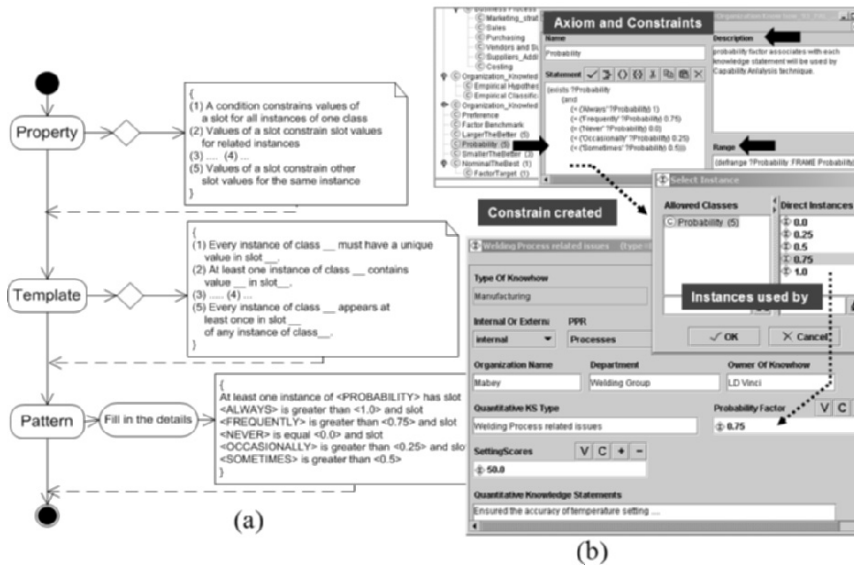 Property
{
(1) A condition constrains values of
a slot for all instances of one class
(2) Values of a slot constrain slot values
for related instances
(3) .... (4) ...
(5) Values of a slot constrain other
slot values for the same instance
}
Template
{
(1) Every instance of class __ must have a unique
value in slot __.
(2) At least one instance of class __ contains
value __ in slot__.
(3) ..... (4) ...
(5) Every instance of class __ appears at
least once in slot __
of any instance of class__.
}
Pattern
Fill in the details
{
At least one instance of <PROBABILITY> has slot
<ALWAYS> is greater than <1.0> and slot
<FREQUENTLY> is greater than <0.75> and slot
<NEVER> is equal <0.0> and slot
<OCCASIONALLY> is greater than <0.25> and slot
<SOMETIMES> is greater than <0.5>
}
(a)
Business Process
Marketing_strat
Sales
Purchasing
Vendors and Su
Suppliers_Addi
Costing
Organization_Knowled
Empirical Hypothe
Empirical Classifica
Organization_Knowled
Preference
Factor Benchmark
LargerTheBetter (5)
Probability (5)
SmallerTheBetter (3)
NominalTheBest (1)
FactorTarget (1)
Axiom and Constraints
Name
Probability
Statement
(exists ?Probability
(and
(> ('Always' ?Probability) 1)
(> ('Frequently' ?Probability) 0.75)
(= ('Never' ?Probability) 0.0)
(> ('Occasionally' ?Probability) 0.25)
(> ('Sometimes' ?Probability) 0.5)))
Description
probability factor associates with each
knowledge statement will be used by
Capability Anlalysis technique.
Range
(defrange ?Probability :FRAME Probability)
Constrain created
Select Instance
Allowed Classes
Probability (5)
Direct Instances
0.0
0.25
0.5
0.75
1.0
Instances used by
OK
Cancel
Welding Process related issues
Type Of Knowhow
Manufacturing
Internal Or Extern
PPR
internal
Processes
Organization Name
Department
Owner Of Knowhow
Mabey
Welding Group
LD Vinci
Quantitative KS Type
Probability Factor
V C
Welding Process related issues
0.75
SettingScores
V C + -
50.0
Quantitative Knowledge Statements
Ensured the accuracy of temperature setting ....
(b)